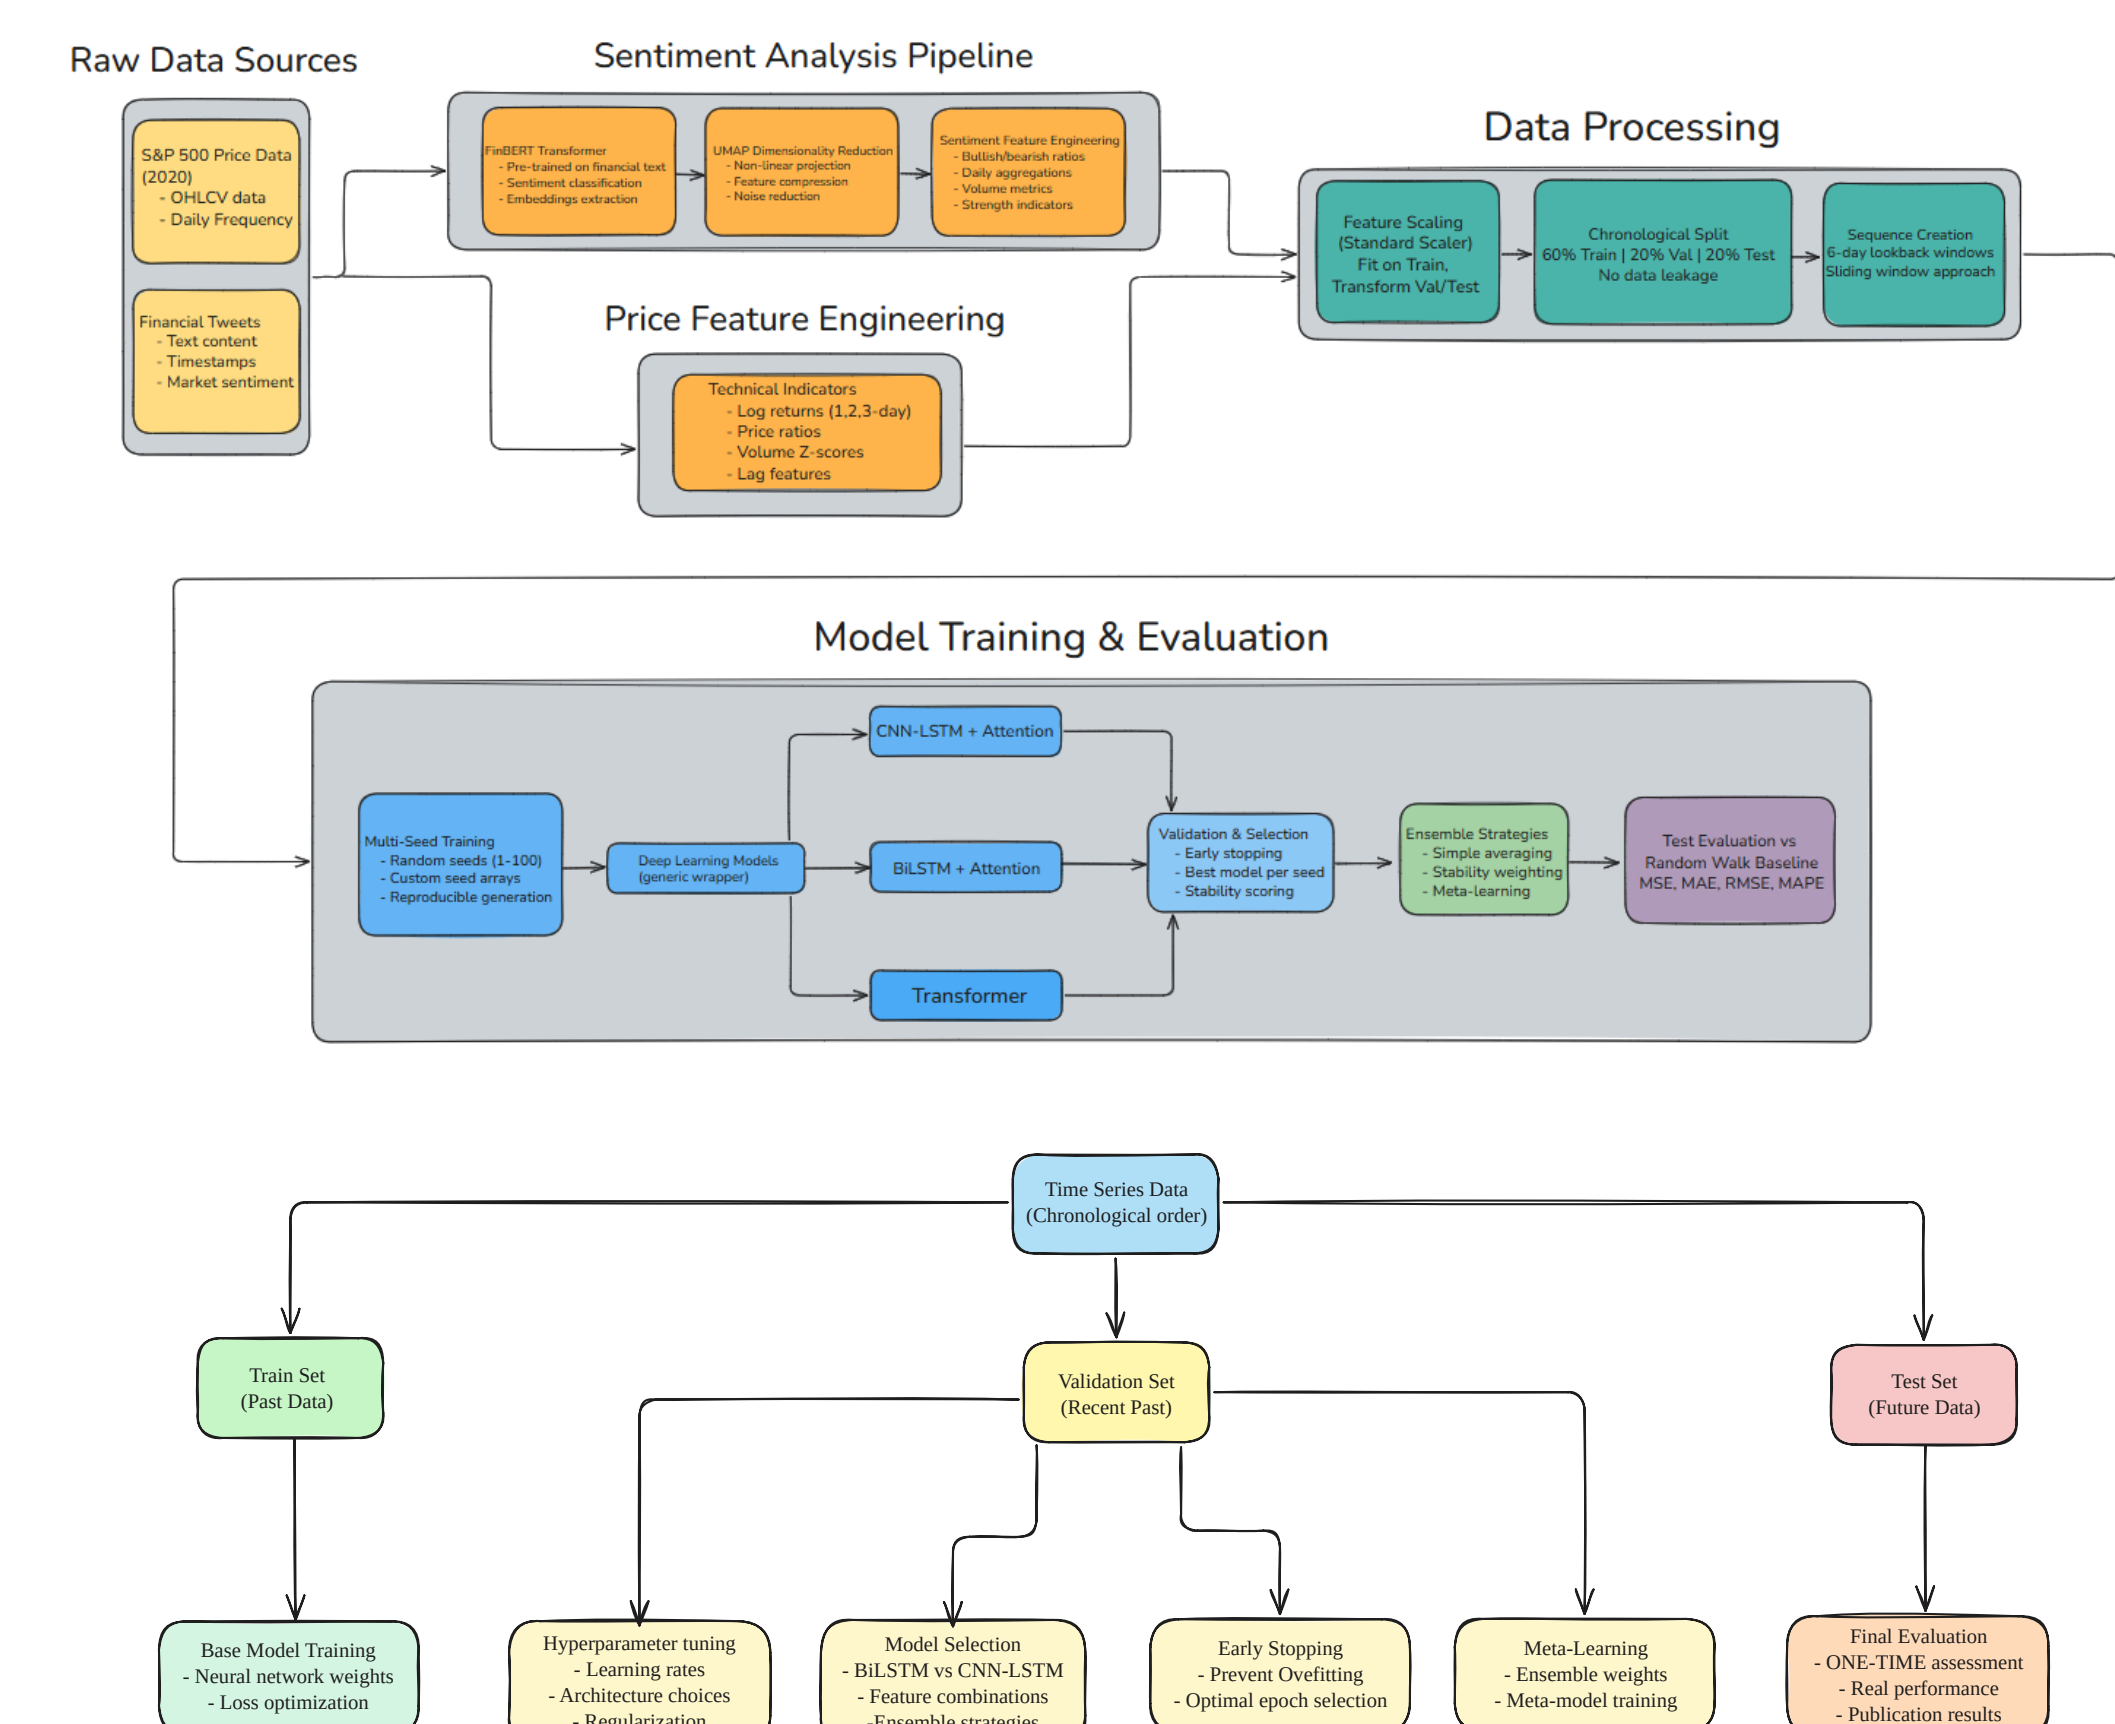 Raw Data Sources
S&P 500 Price Data
(2020)
- OHLCV data
- Daily Frequency
Financial Tweets
- Text content
- Timestamps
- Market sentiment
Sentiment Analysis Pipeline
FinBERT Transformer
- Pre-trained on financial text
- Sentiment classification
- Embeddings extraction
UMAP Dimensionality Reduction
- Non-linear projection
- Feature compression
- Noise reduction
Sentiment Feature Engineering
- Bullish/bearish ratios
- Daily aggregations
- Volume metrics
- Strength indicators
Price Feature Engineering
Technical Indicators
- Log returns (1,2,3-day)
- Price ratios
- Volume Z-scores
- Lag features
Data Processing
Feature Scaling
(Standard Scaler)
Fit on Train,
Transform Val/Test
Chronological Split
60% Train | 20% Val | 20% Test
No data leakage
Sequence Creation
6-day lookback windows
Sliding window approach
Model Training & Evaluation
Multi-Seed Training
- Random seeds (1-100)
- Custom seed arrays
- Reproducible generation
Deep Learning Models
(generic wrapper)
CNN-LSTM + Attention
BiLSTM + Attention
Transformer
Validation & Selection
- Early stopping
- Best model per seed
- Stability scoring
Ensemble Strategies
- Simple averaging
- Stability weighting
- Meta-learning
Test Evaluation vs
Random Walk Baseline
MSE, MAE, RMSE, MAPE
Time Series Data
(Chronological order)
Train Set
(Past Data)
Validation Set
(Recent Past)
Test Set
(Future Data)
Base Model Training
- Neural network weights
- Loss optimization
Hyperparameter tuning
- Learning rates
- Architecture choices
- Regularization
Model Selection
- BiLSTM vs CNN-LSTM
- Feature combinations
-Ensemble strategies
Early Stopping
- Prevent Ovefitting
- Optimal epoch selection
Meta-Learning
- Ensemble weights
- Meta-model training
Final Evaluation
- ONE-TIME assessment
- Real performance
- Publication results